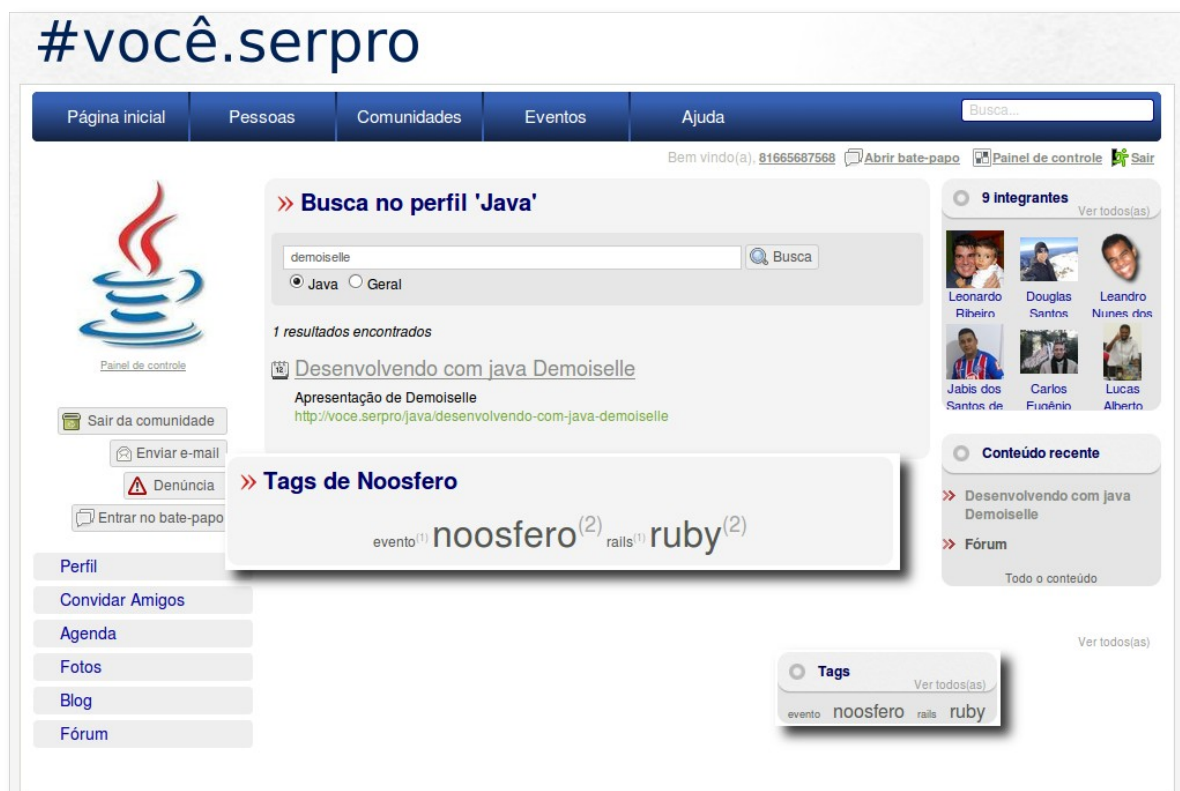 #você.serpro
Página inicial Pessoas Comunidades Eventos Ajuda Busca...
Bem vindo(a), 81665687568 Abrir bate-papo Painel de controle Sair
Painel de controle
Sair da comunidade
Enviar e-mail
Denúncia
Entrar no bate-papo
Perfil
Convidar Amigos
Agenda
Fotos
Blog
Fórum
» Busca no perfil 'Java'
demoiselle Busca
Java Geral
1 resultados encontrados
Desenvolvendo com java Demoiselle
Apresentação de Demoiselle
http://voce.serpro/java/desenvolvendo-com-java-demoiselle
» Tags de Noosfero
evento(1) noosfero(2) rails(1) ruby(2)
9 integrantes
Ver todos(as)
Leonardo Douglas Leandro
Ribeiro Santos Nunes dos
Jabis dos Carlos Lucas
Santos de Eugênio Alberto
Conteúdo recente
» Desenvolvendo com java
Demoiselle
» Fórum
Todo o conteúdo
Ver todos(as)
Tags
Ver todos(as)
evento noosfero rails ruby